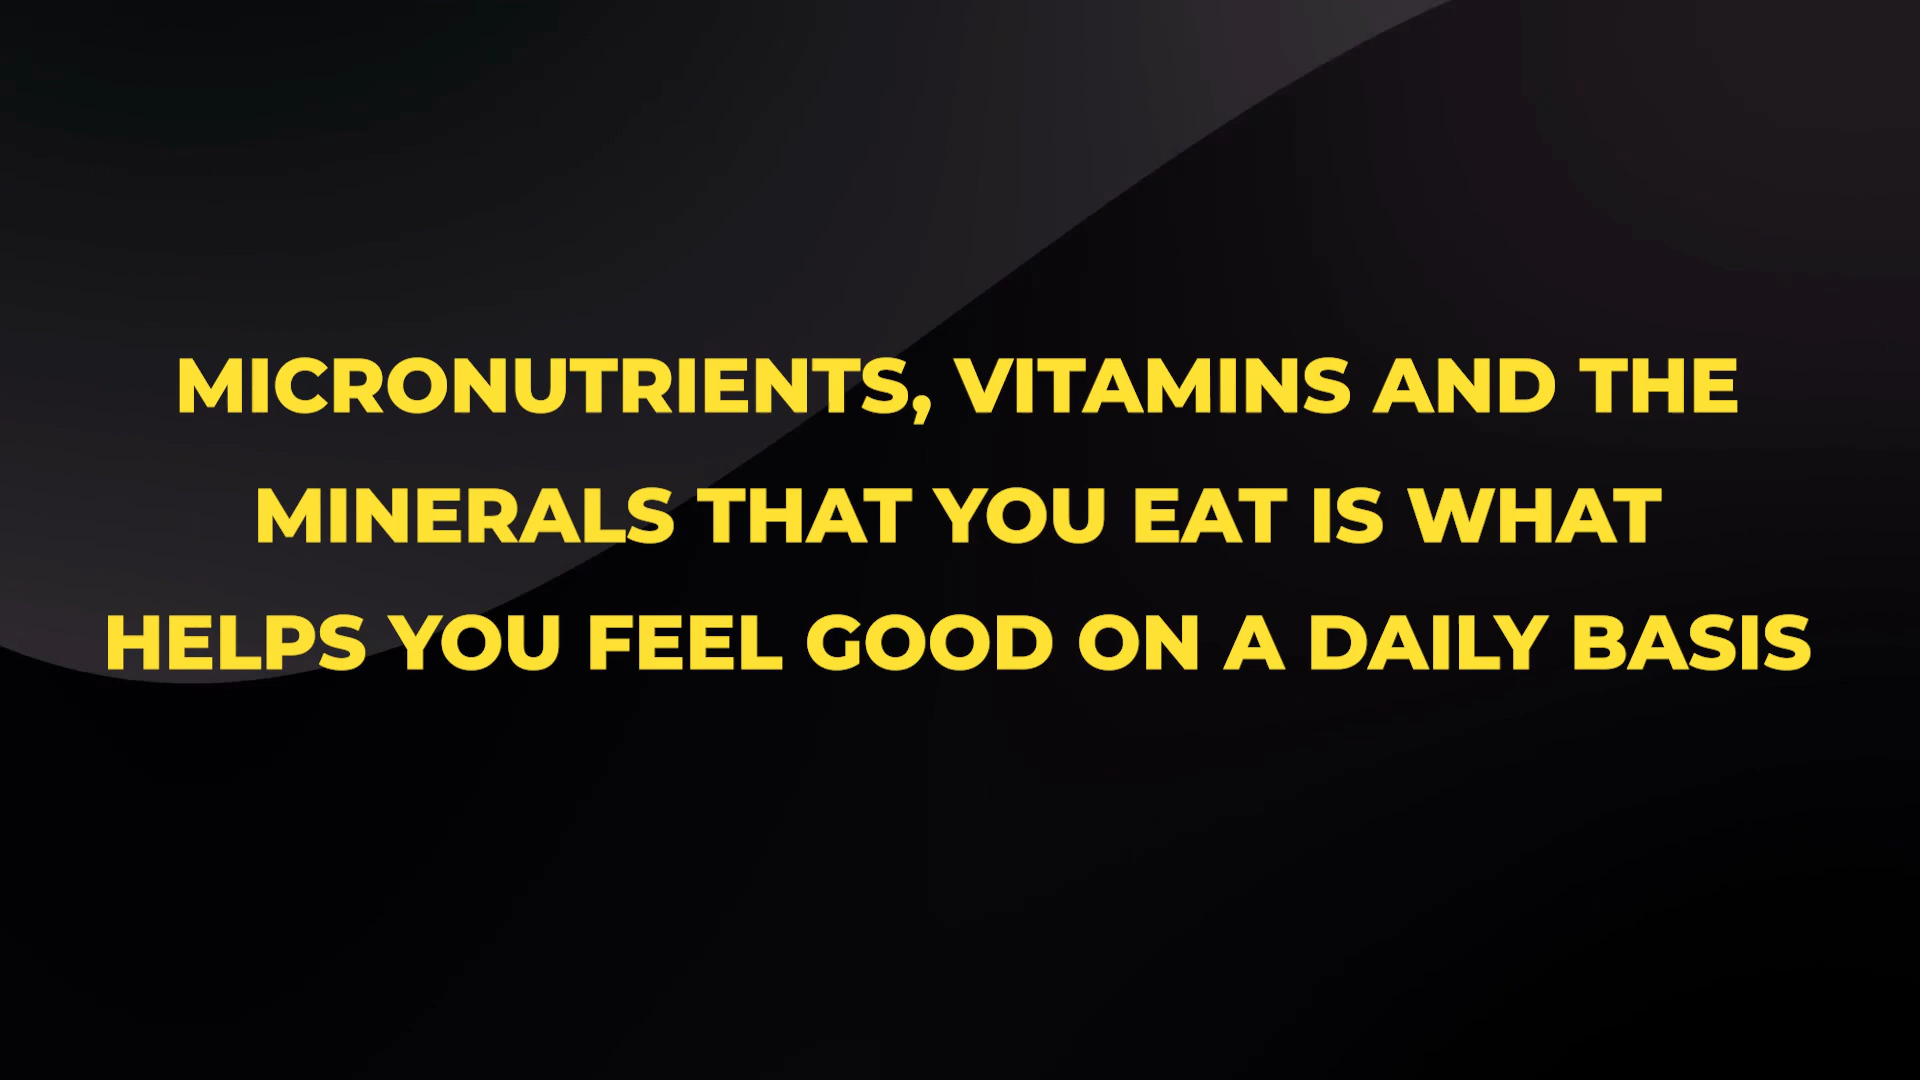 MICRONUTRIENTS, VITAMINS AND THE
MINERALS THAT YOU EAT IS WHAT
HELPS YOU FEEL GOOD ON A DAILY BASIS